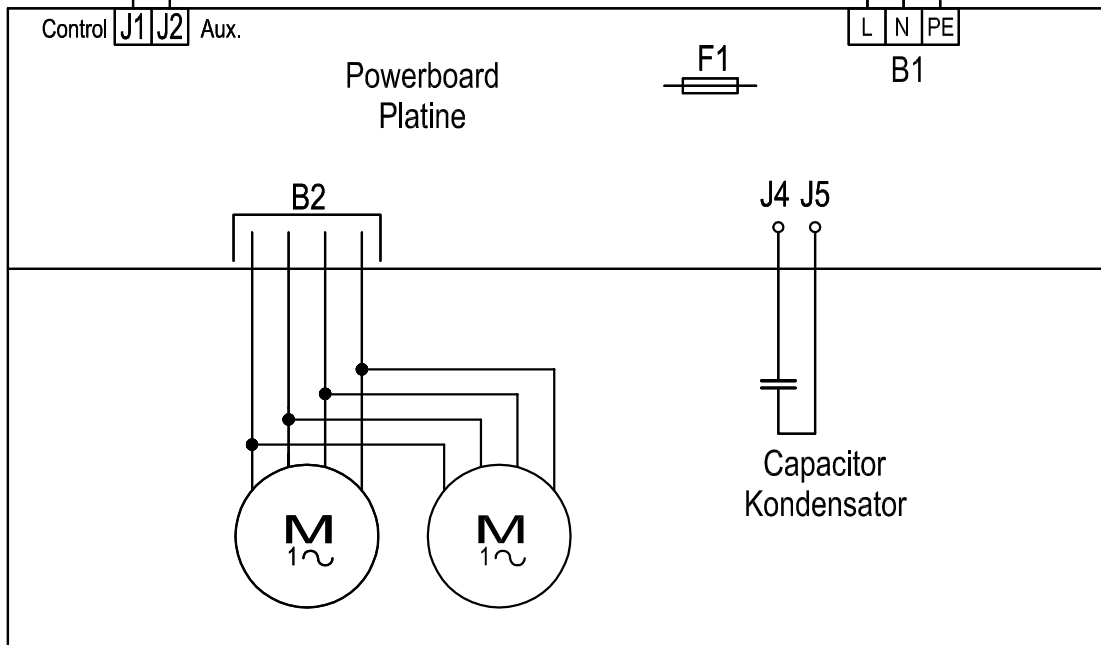 Control J1 J2 Aux.
L N PE
B1
F1
Powerboard
Platine
B2
J4 J5
Capacitor
Kondensator
M
1~
M
1~